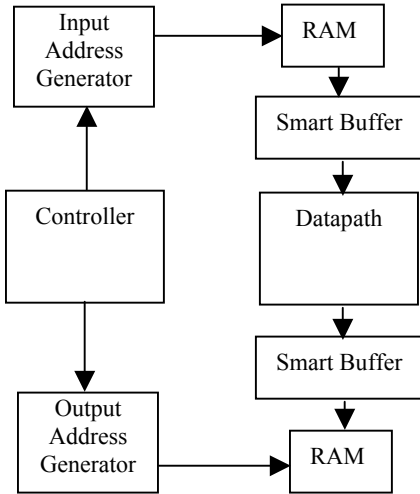 Input
Address
Generator
RAM
Smart Buffer
Controller
Datapath
Smart Buffer
Output
Address
Generator
RAM